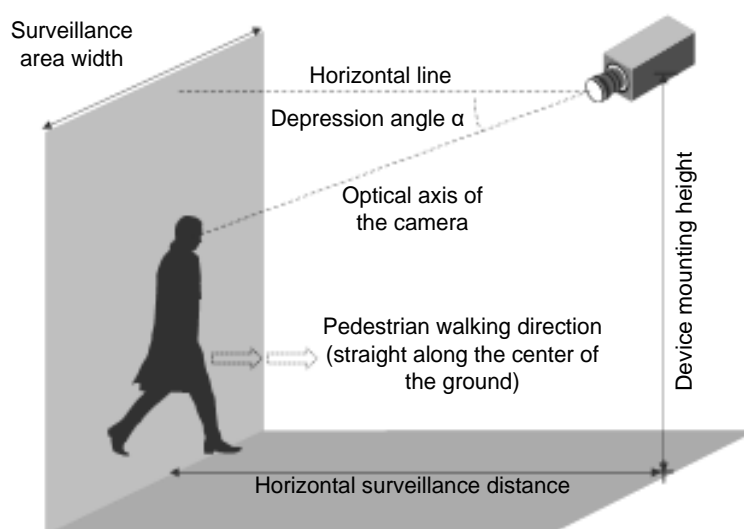 Surveillance
area width
Horizontal line
Depression angle α
Optical axis of
the camera
Device mounting height
Pedestrian walking direction
(straight along the center of
the ground)
Horizontal surveillance distance